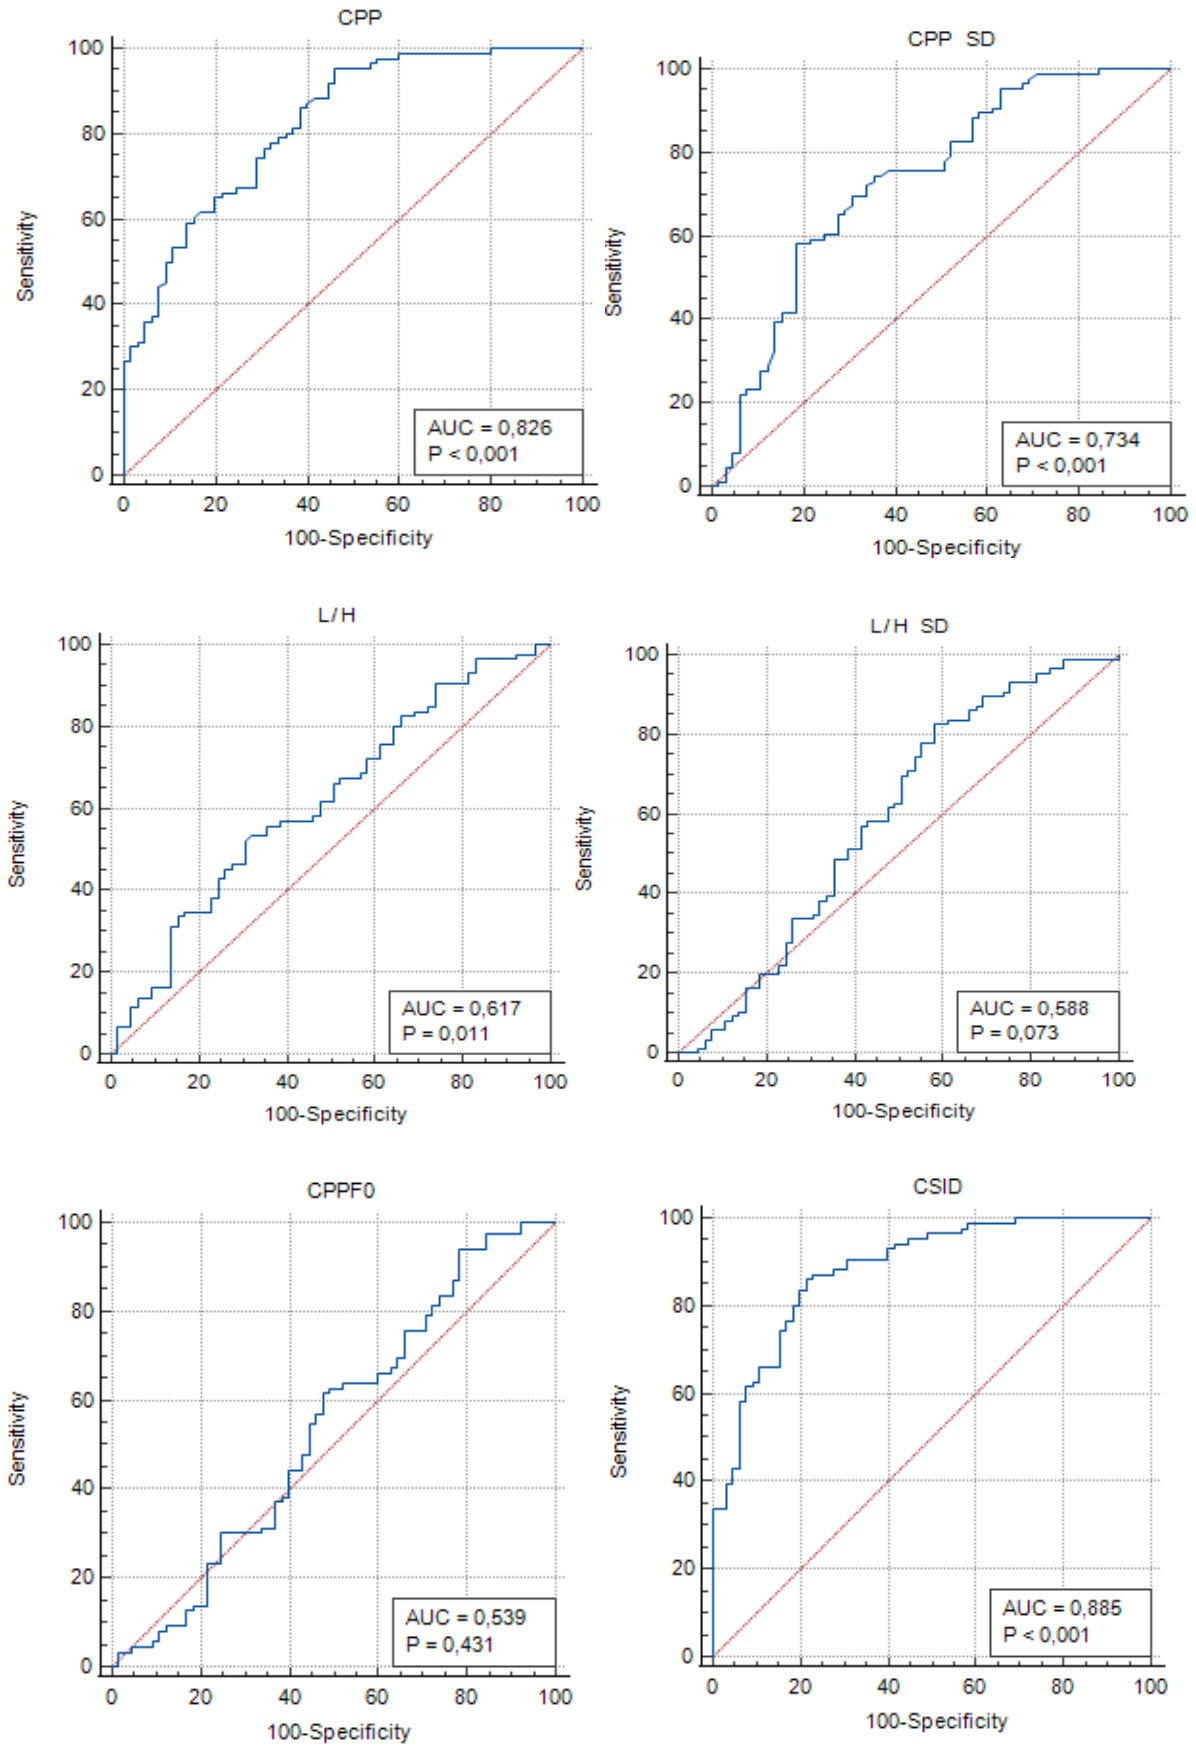 CPP
100
80
60
40
20
0
Sensitivity
AUC = 0,826
P < 0,001
0 20 40 60 80 100
100-Specificity
CPP SD
100
80
60
40
20
0
Sensitivity
AUC = 0,734
P < 0,001
0 20 40 60 80 100
100-Specificity
L/H
100
80
60
40
20
0
Sensitivity
AUC = 0,617
P = 0,011
0 20 40 60 80 100
100-Specificity
L/H SD
100
80
60
40
20
0
Sensitivity
AUC = 0,588
P = 0,073
0 20 40 60 80 100
100-Specificity
CPPF0
100
80
60
40
20
0
Sensitivity
AUC = 0,539
P = 0,431
0 20 40 60 80 100
100-Specificity
CSID
100
80
60
40
20
0
Sensitivity
AUC = 0,885
P < 0,001
0 20 40 60 80 100
100-Specificity